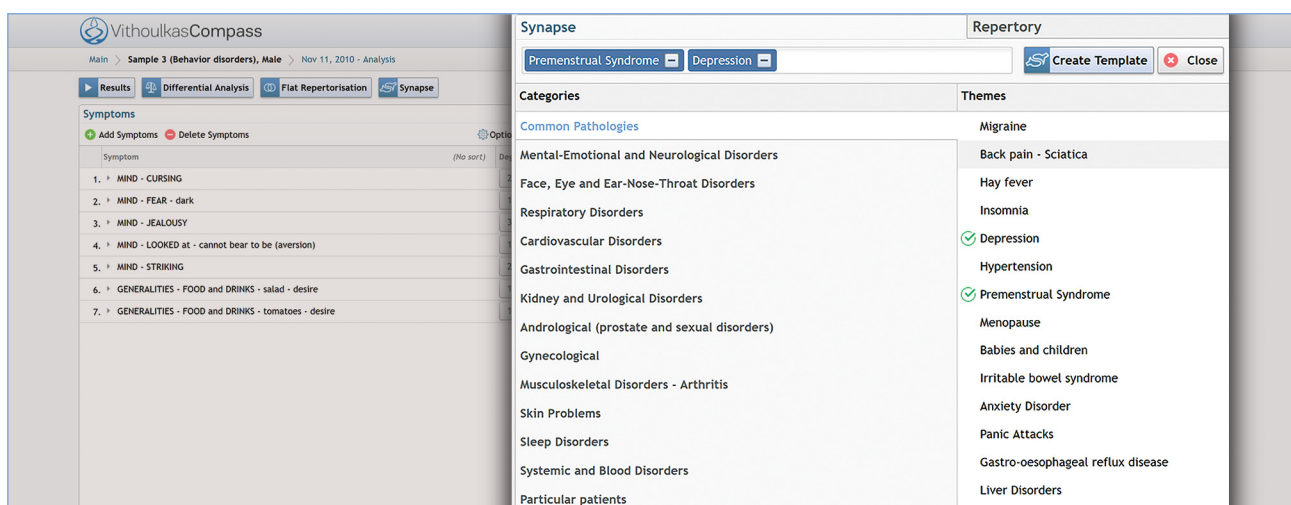 VithoulkasCompass
Main > Sample 3 (Behavior disorders), Male > Nov 11, 2010 - Analysis
Results Differential Analysis Flat Repertorisation Synapse
Symptoms
Add Symptoms Delete Symptoms
Symptom (No sort)
1. MIND - CURSING
2. MIND - FEAR - dark
3. MIND - JEALOUSY
4. MIND - LOOKED at - cannot bear to be (aversion)
5. MIND - STRIKING
6. GENERALITIES - FOOD and DRINKS - salad - desire
7. GENERALITIES - FOOD and DRINKS - tomatoes - desire
Synapse Repertory
Premenstrual Syndrome Depression Create Template Close
Categories
Common Pathologies
Mental-Emotional and Neurological Disorders
Face, Eye and Ear-Nose-Throat Disorders
Respiratory Disorders
Cardiovascular Disorders
Gastrointestinal Disorders
Kidney and Urological Disorders
Andrological (prostate and sexual disorders)
Gynecological
Musculoskeletal Disorders - Arthritis
Skin Problems
Sleep Disorders
Systemic and Blood Disorders
Particular patients
Themes
Migraine
Back pain - Sciatica
Hay fever
Insomnia
Depression
Hypertension
Premenstrual Syndrome
Menopause
Babies and children
Irritable bowel syndrome
Anxiety Disorder
Panic Attacks
Gastro-oesophageal reflux disease
Liver Disorders